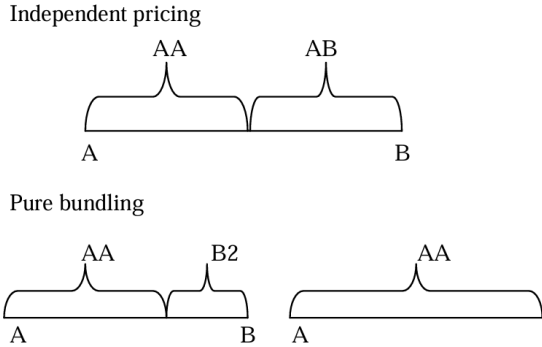 Independent pricing
AA AB
A B
Pure bundling
AA B2 AA
A B A